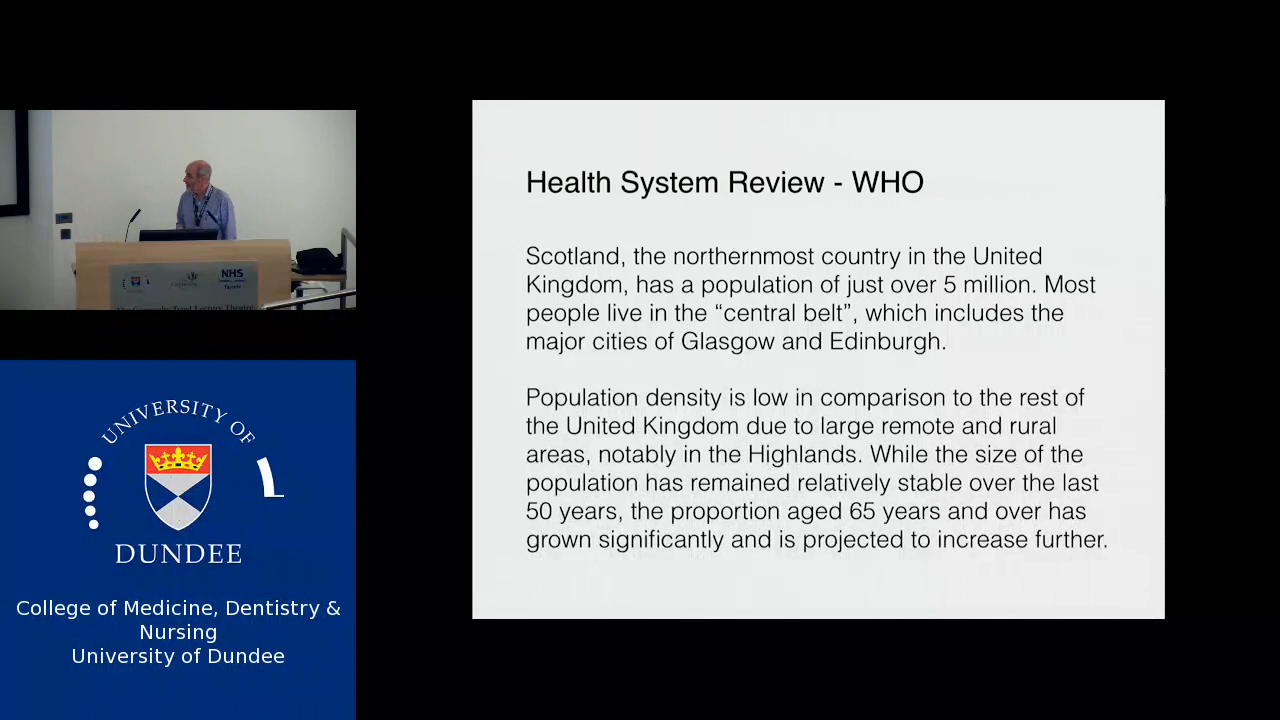 Health System Review - WHO
Scotland, the northernmost country in the United
Kingdom, has a population of just over 5 million. Most
people live in the “central belt”, which includes the
major cities of Glasgow and Edinburgh.
Population density is low in comparison to the rest of
the United Kingdom due to large remote and rural
areas, notably in the Highlands. While the size of the
population has remained relatively stable over the last
50 years, the proportion aged 65 years and over has
grown significantly and is projected to increase further.
NHS
UNIVERSITY OF
DUNDEE
College of Medicine, Dentistry &
Nursing
University of Dundee